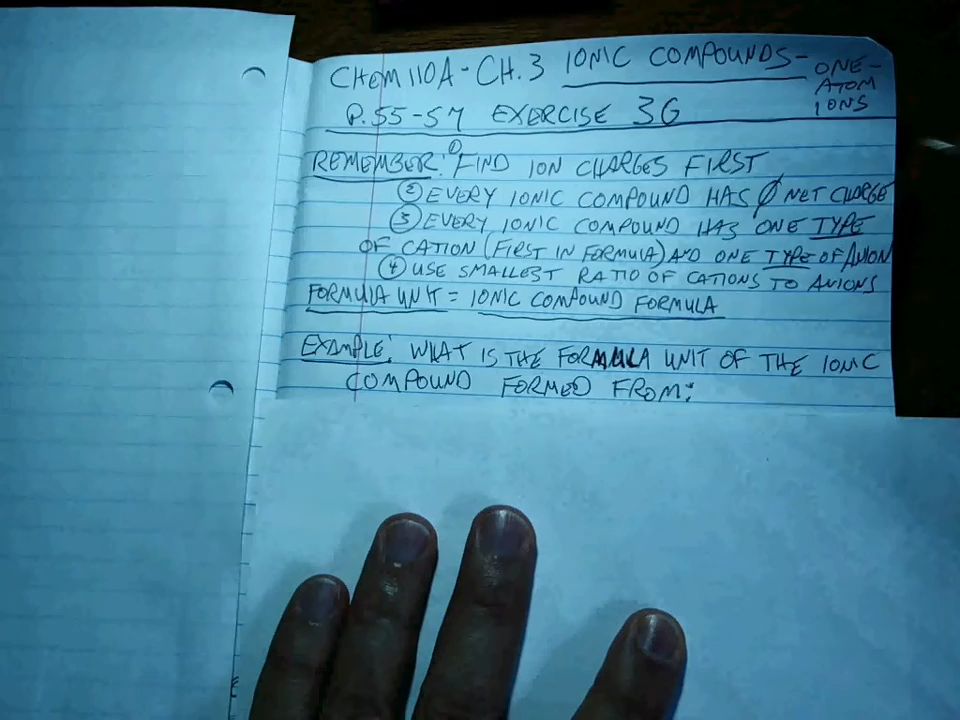 CHEM 110A - CH. 3 IONIC COMPOUNDS - ONE-
ATOM
IONS
P. 55-57 EXERCISE 3G
REMEMBER: ① FIND ION CHARGES FIRST
② EVERY IONIC COMPOUND HAS ∅ NET CHARGE
③ EVERY IONIC COMPOUND HAS ONE TYPE
OF CATION (FIRST IN FORMULA) AND ONE TYPE OF ANION
④ USE SMALLEST RATIO OF CATIONS TO ANIONS
FORMULA UNIT = IONIC COMPOUND FORMULA
EXAMPLE: WHAT IS THE FORMULA UNIT OF THE IONIC
COMPOUND FORMED FROM: